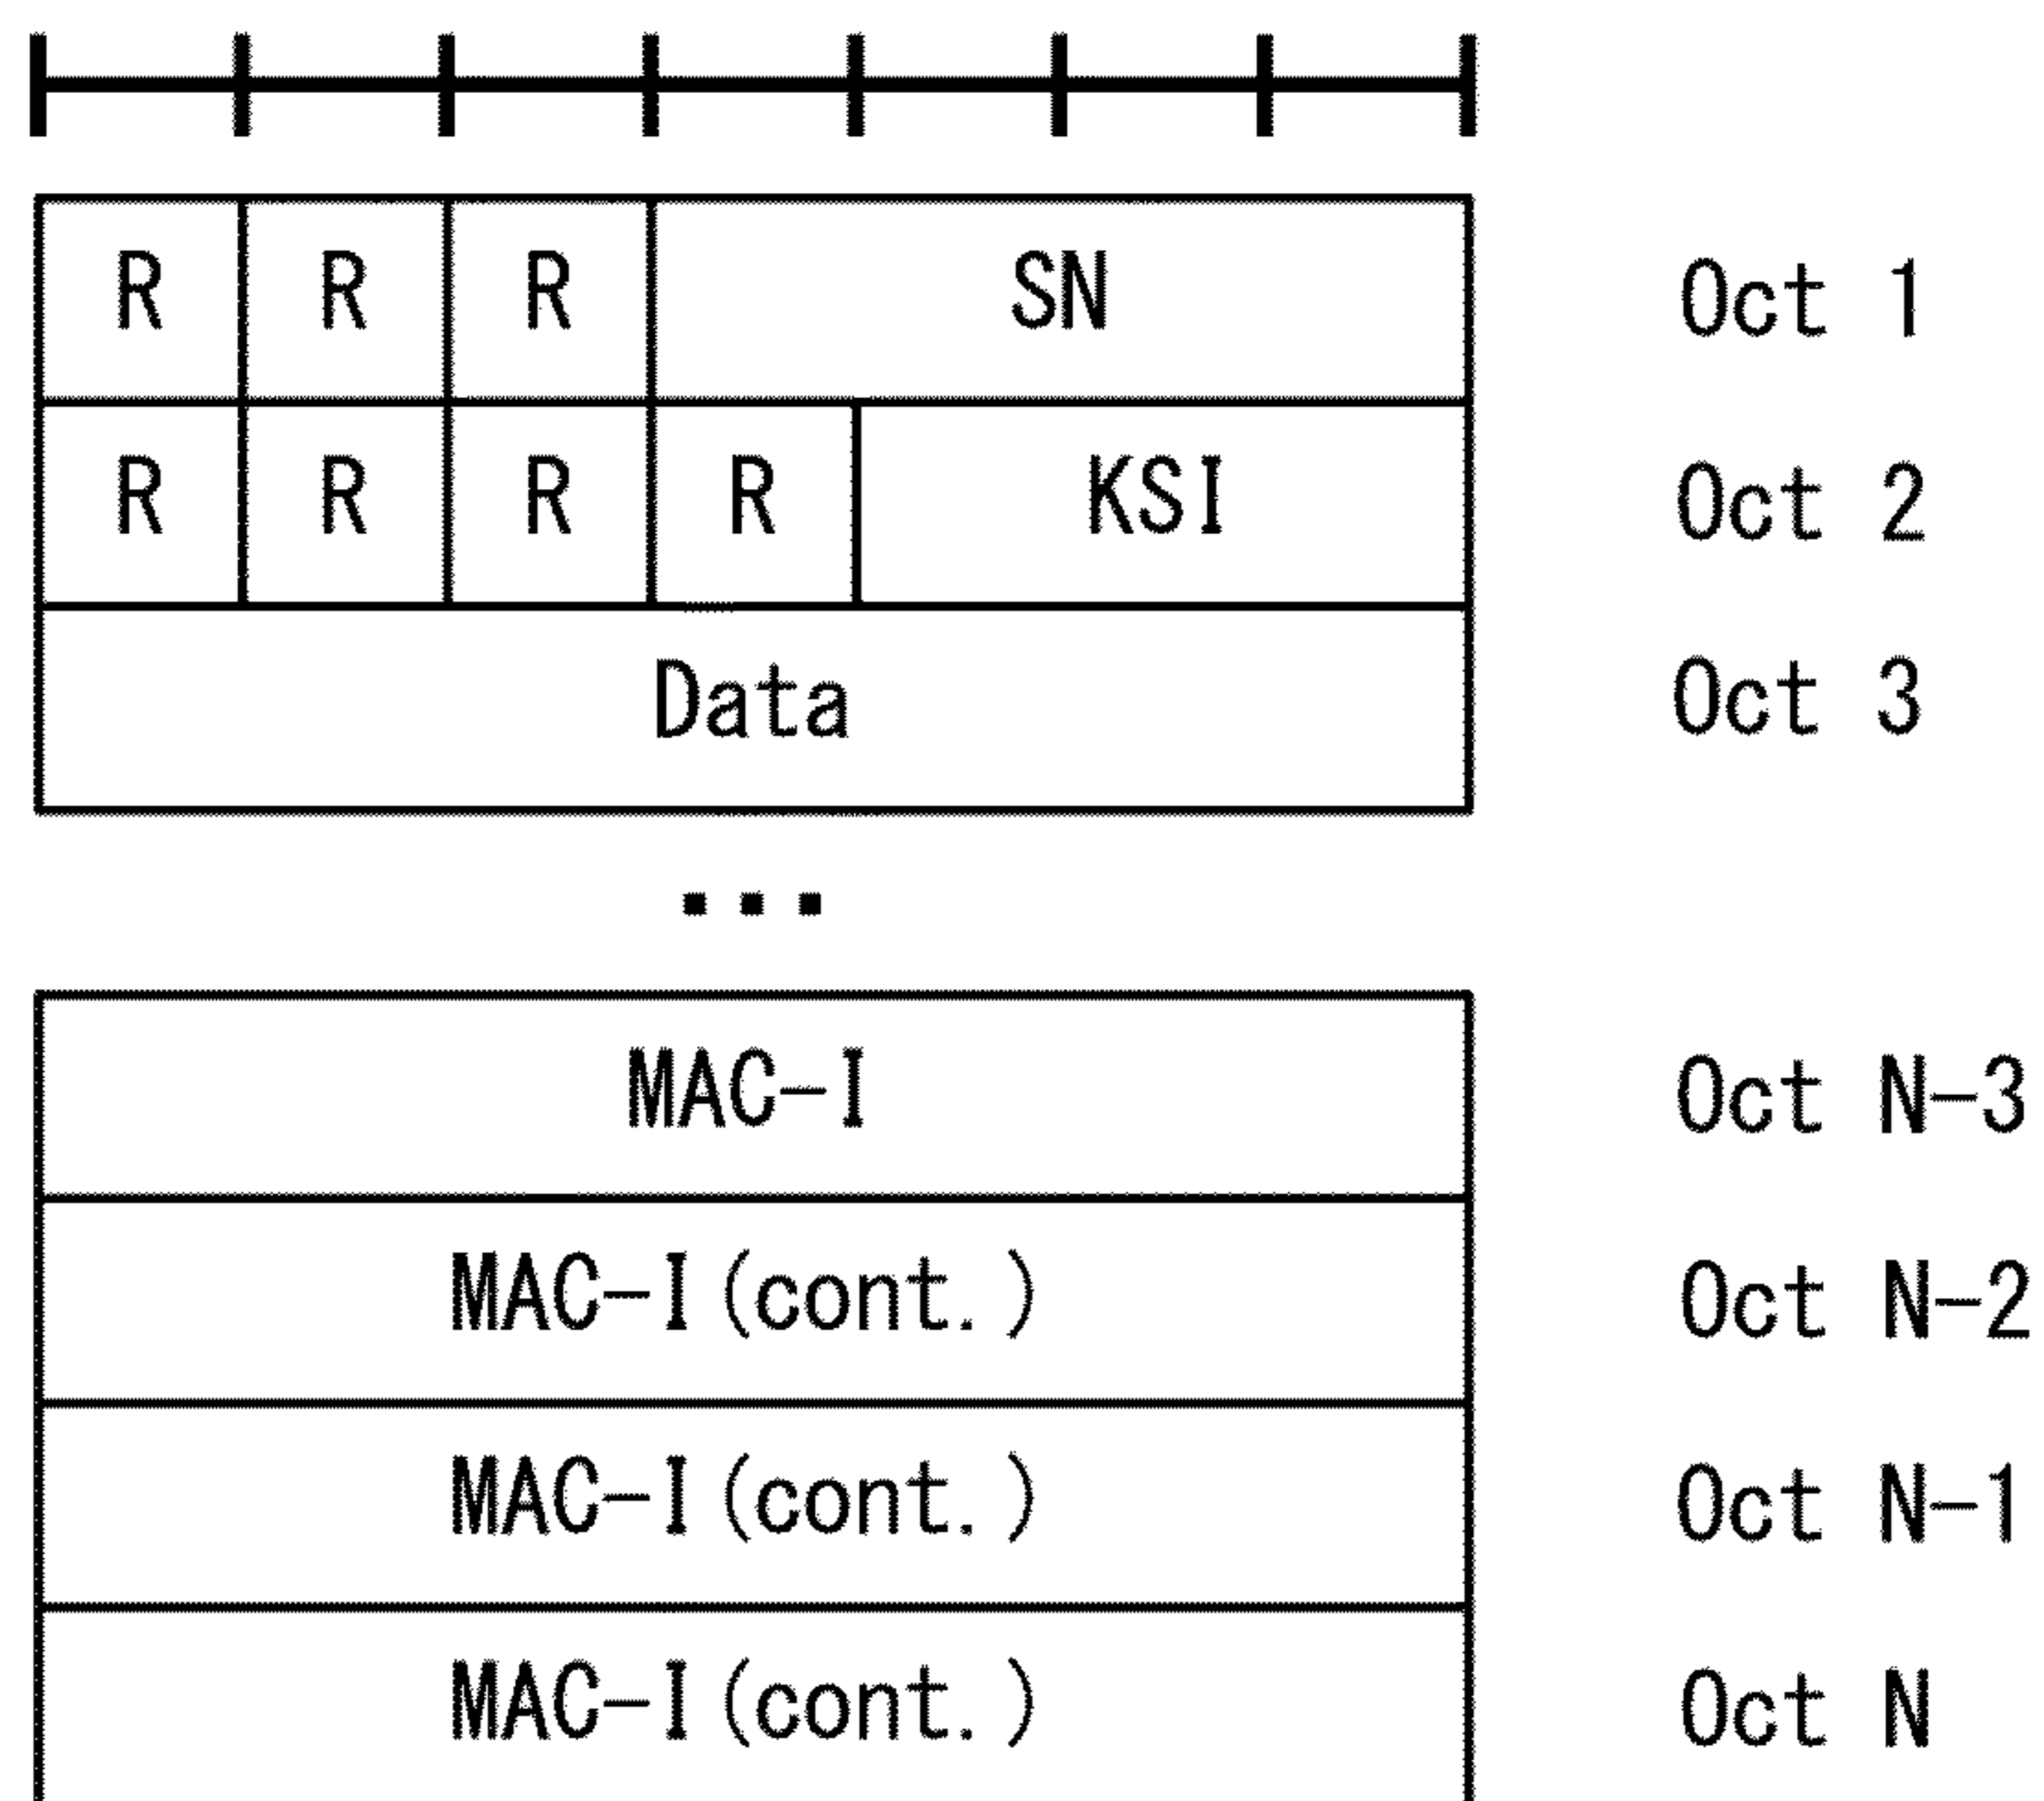 R R R SN Oct 1
R R R R KSI Oct 2
Data Oct 3
...
MAC-I Oct N-3
MAC-I(cont.) Oct N-2
MAC-I(cont.) Oct N-1
MAC-I(cont.) Oct N